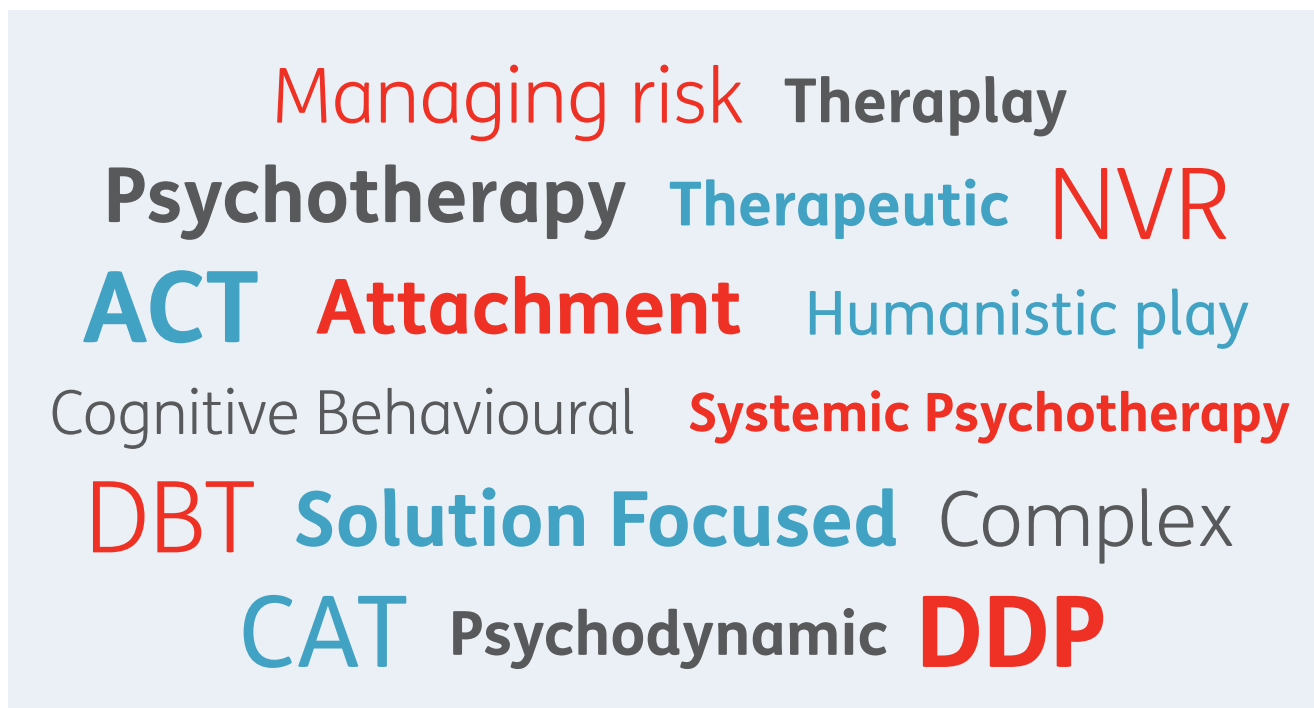 Managing risk Theraplay
Psychotherapy Therapeutic NVR
ACT Attachment Humanistic play
Cognitive Behavioural Systemic Psychotherapy
DBT Solution Focused Complex
CAT Psychodynamic DDP